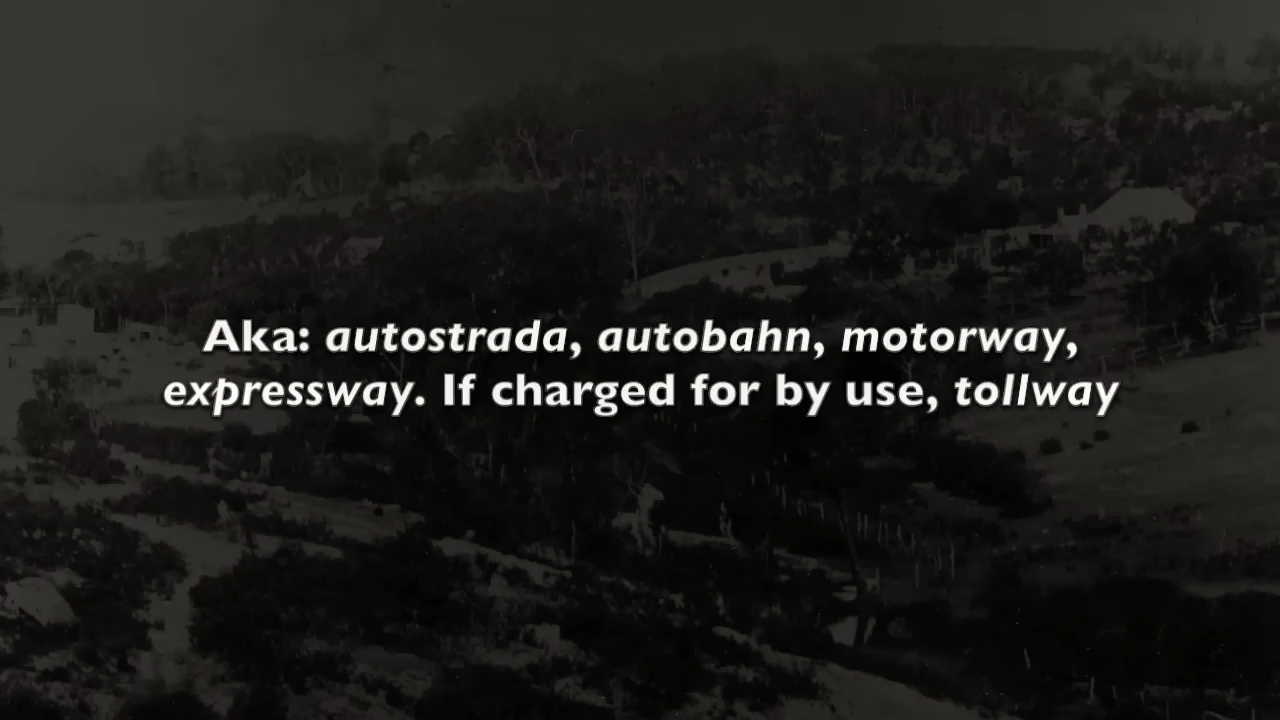 Aka: autostrada, autobahn, motorway,
expressway. If charged for by use, tollway